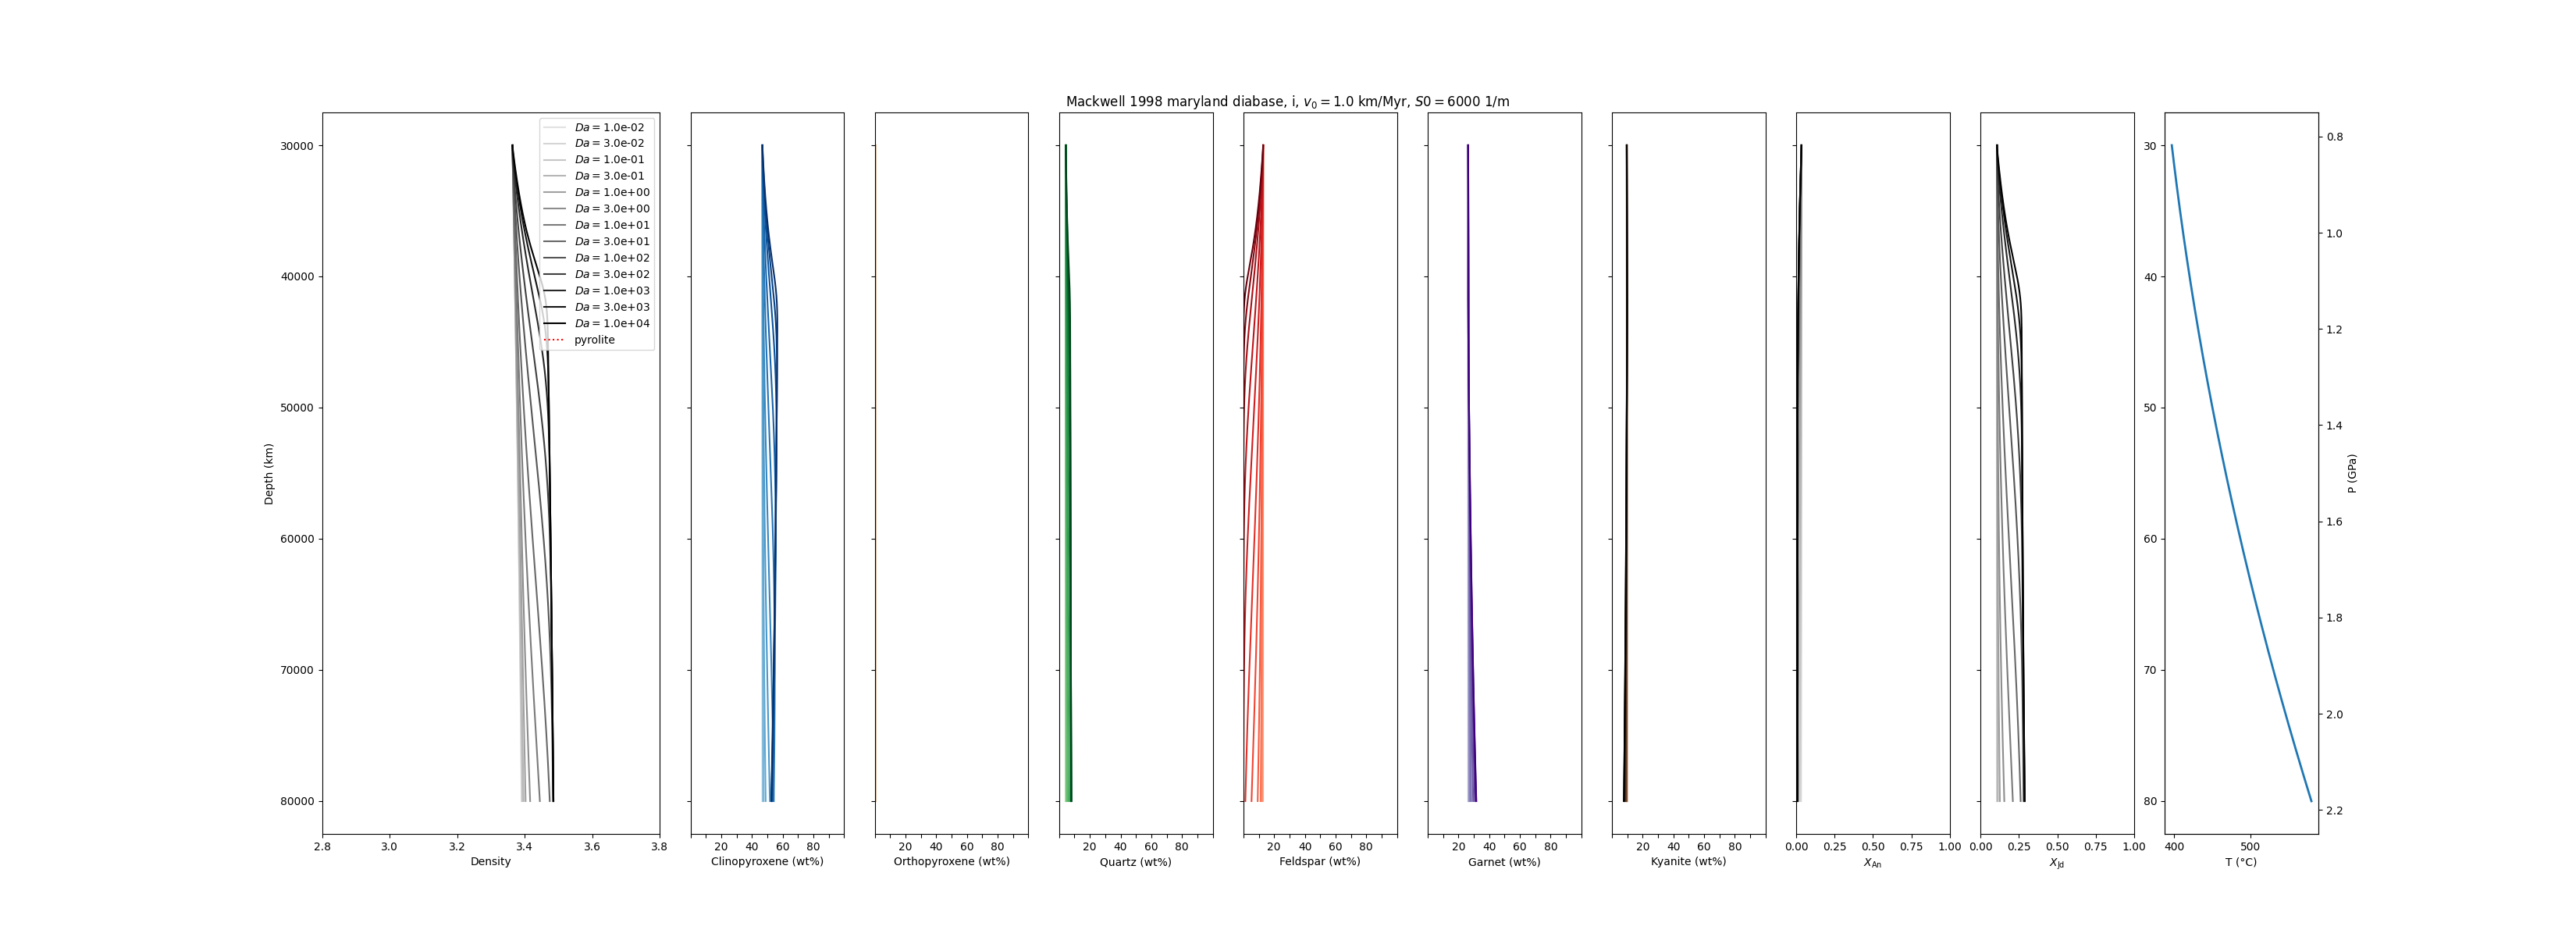 Mackwell 1998 maryland diabase, i, v₀ = 1.0 km/Myr, S0 = 6000 1/m
Da = 1.0e-02
Da = 3.0e-02
Da = 1.0e-01
Da = 3.0e-01
Da = 1.0e+00
Da = 3.0e+00
Da = 1.0e+01
Da = 3.0e+01
Da = 1.0e+02
Da = 3.0e+02
Da = 1.0e+03
Da = 3.0e+03
Da = 1.0e+04
pyrolite
30000
40000
50000
60000
70000
80000
Depth (km)
2.8 3.0 3.2 3.4 3.6 3.8
Density
20 40 60 80
Clinopyroxene (wt%)
20 40 60 80
Orthopyroxene (wt%)
20 40 60 80
Quartz (wt%)
20 40 60 80
Feldspar (wt%)
20 40 60 80
Garnet (wt%)
20 40 60 80
Kyanite (wt%)
0.00 0.25 0.50 0.75 1.00
X_An
0.00 0.25 0.50 0.75 1.00
X_Jd
30
40
50
60
70
80
400 500
T (°C)
0.8
1.0
1.2
1.4
1.6
1.8
2.0
2.2
P (GPa)